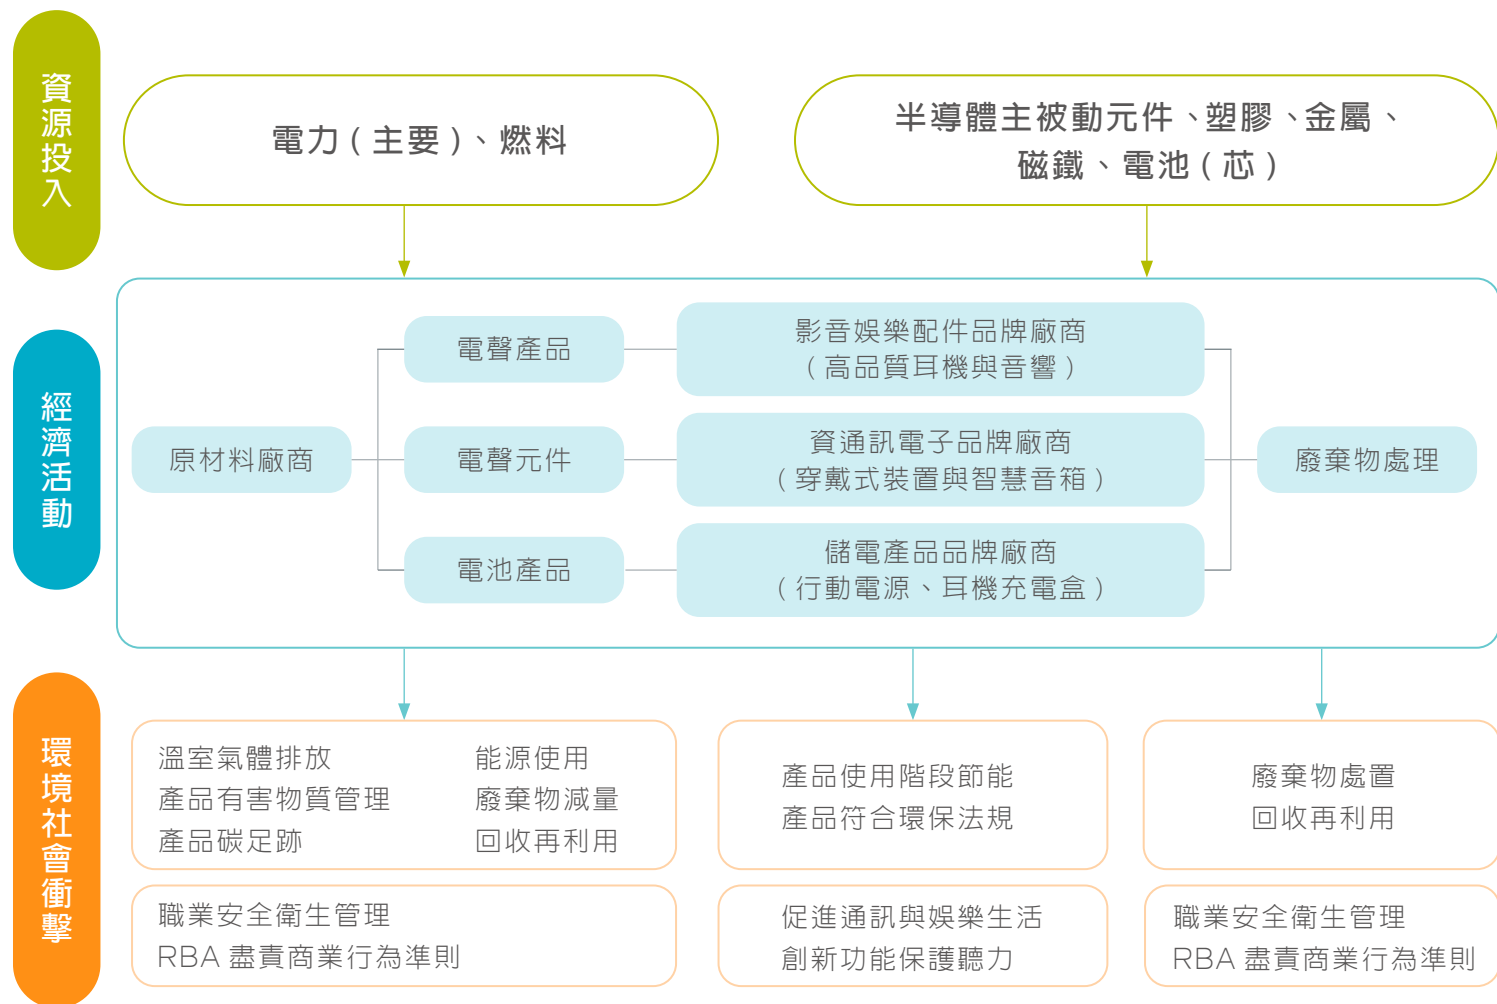 資源投入
電力 ( 主要 )、燃料
半導體主被動元件、塑膠、金屬、
磁鐵、電池 ( 芯 )
經濟活動
原材料廠商
電聲產品
電聲元件
電池產品
影音娛樂配件品牌廠商
( 高品質耳機與音響 )
資通訊電子品牌廠商
( 穿戴式裝置與智慧音箱 )
儲電產品品牌廠商
( 行動電源、耳機充電盒 )
廢棄物處理
環境社會衝擊
溫室氣體排放
產品有害物質管理
產品碳足跡
能源使用
廢棄物減量
回收再利用
產品使用階段節能
產品符合環保法規
廢棄物處置
回收再利用
職業安全衛生管理
RBA 盡責商業行為準則
促進通訊與娛樂生活
創新功能保護聽力
職業安全衛生管理
RBA 盡責商業行為準則